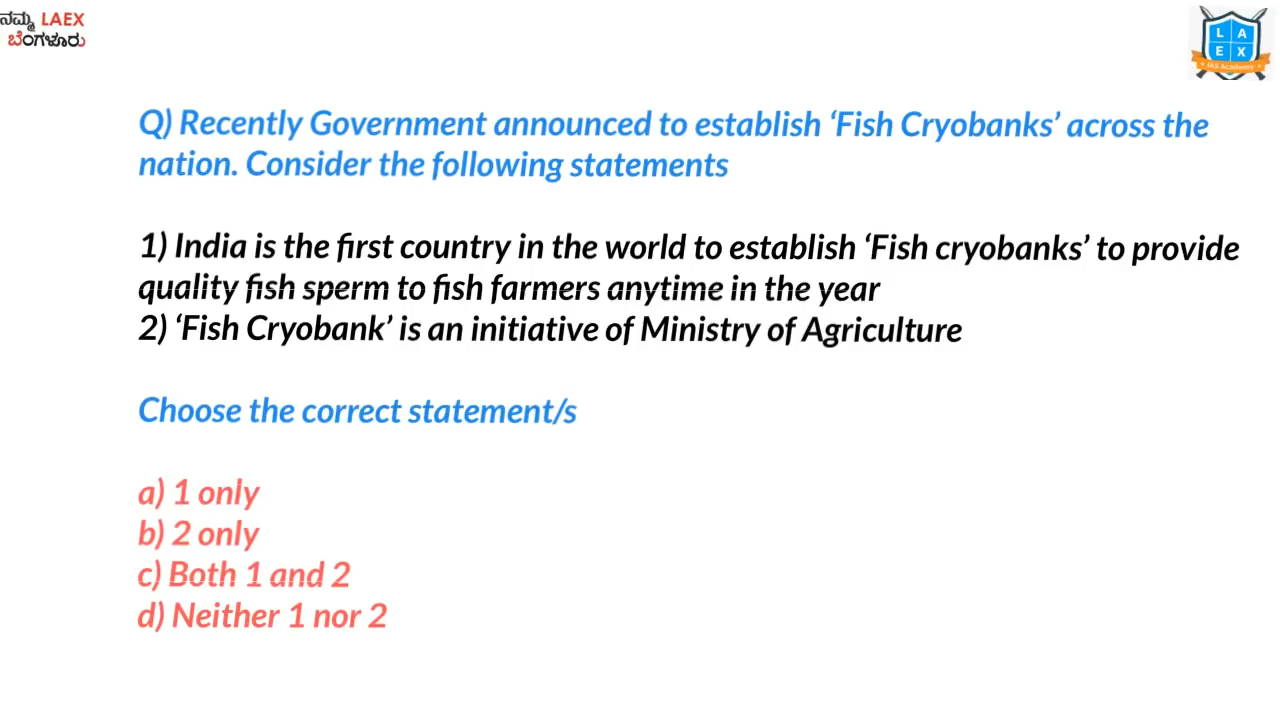 ನಮ್ಮ LAEX
ಬೆಂಗಳೂರು
L A
E X
IAS Academy
Q) Recently Government announced to establish ‘Fish Cryobanks’ across the
nation. Consider the following statements
1) India is the first country in the world to establish ‘Fish cryobanks’ to provide
quality fish sperm to fish farmers anytime in the year
2) ‘Fish Cryobank’ is an initiative of Ministry of Agriculture
Choose the correct statement/s
a) 1 only
b) 2 only
c) Both 1 and 2
d) Neither 1 nor 2